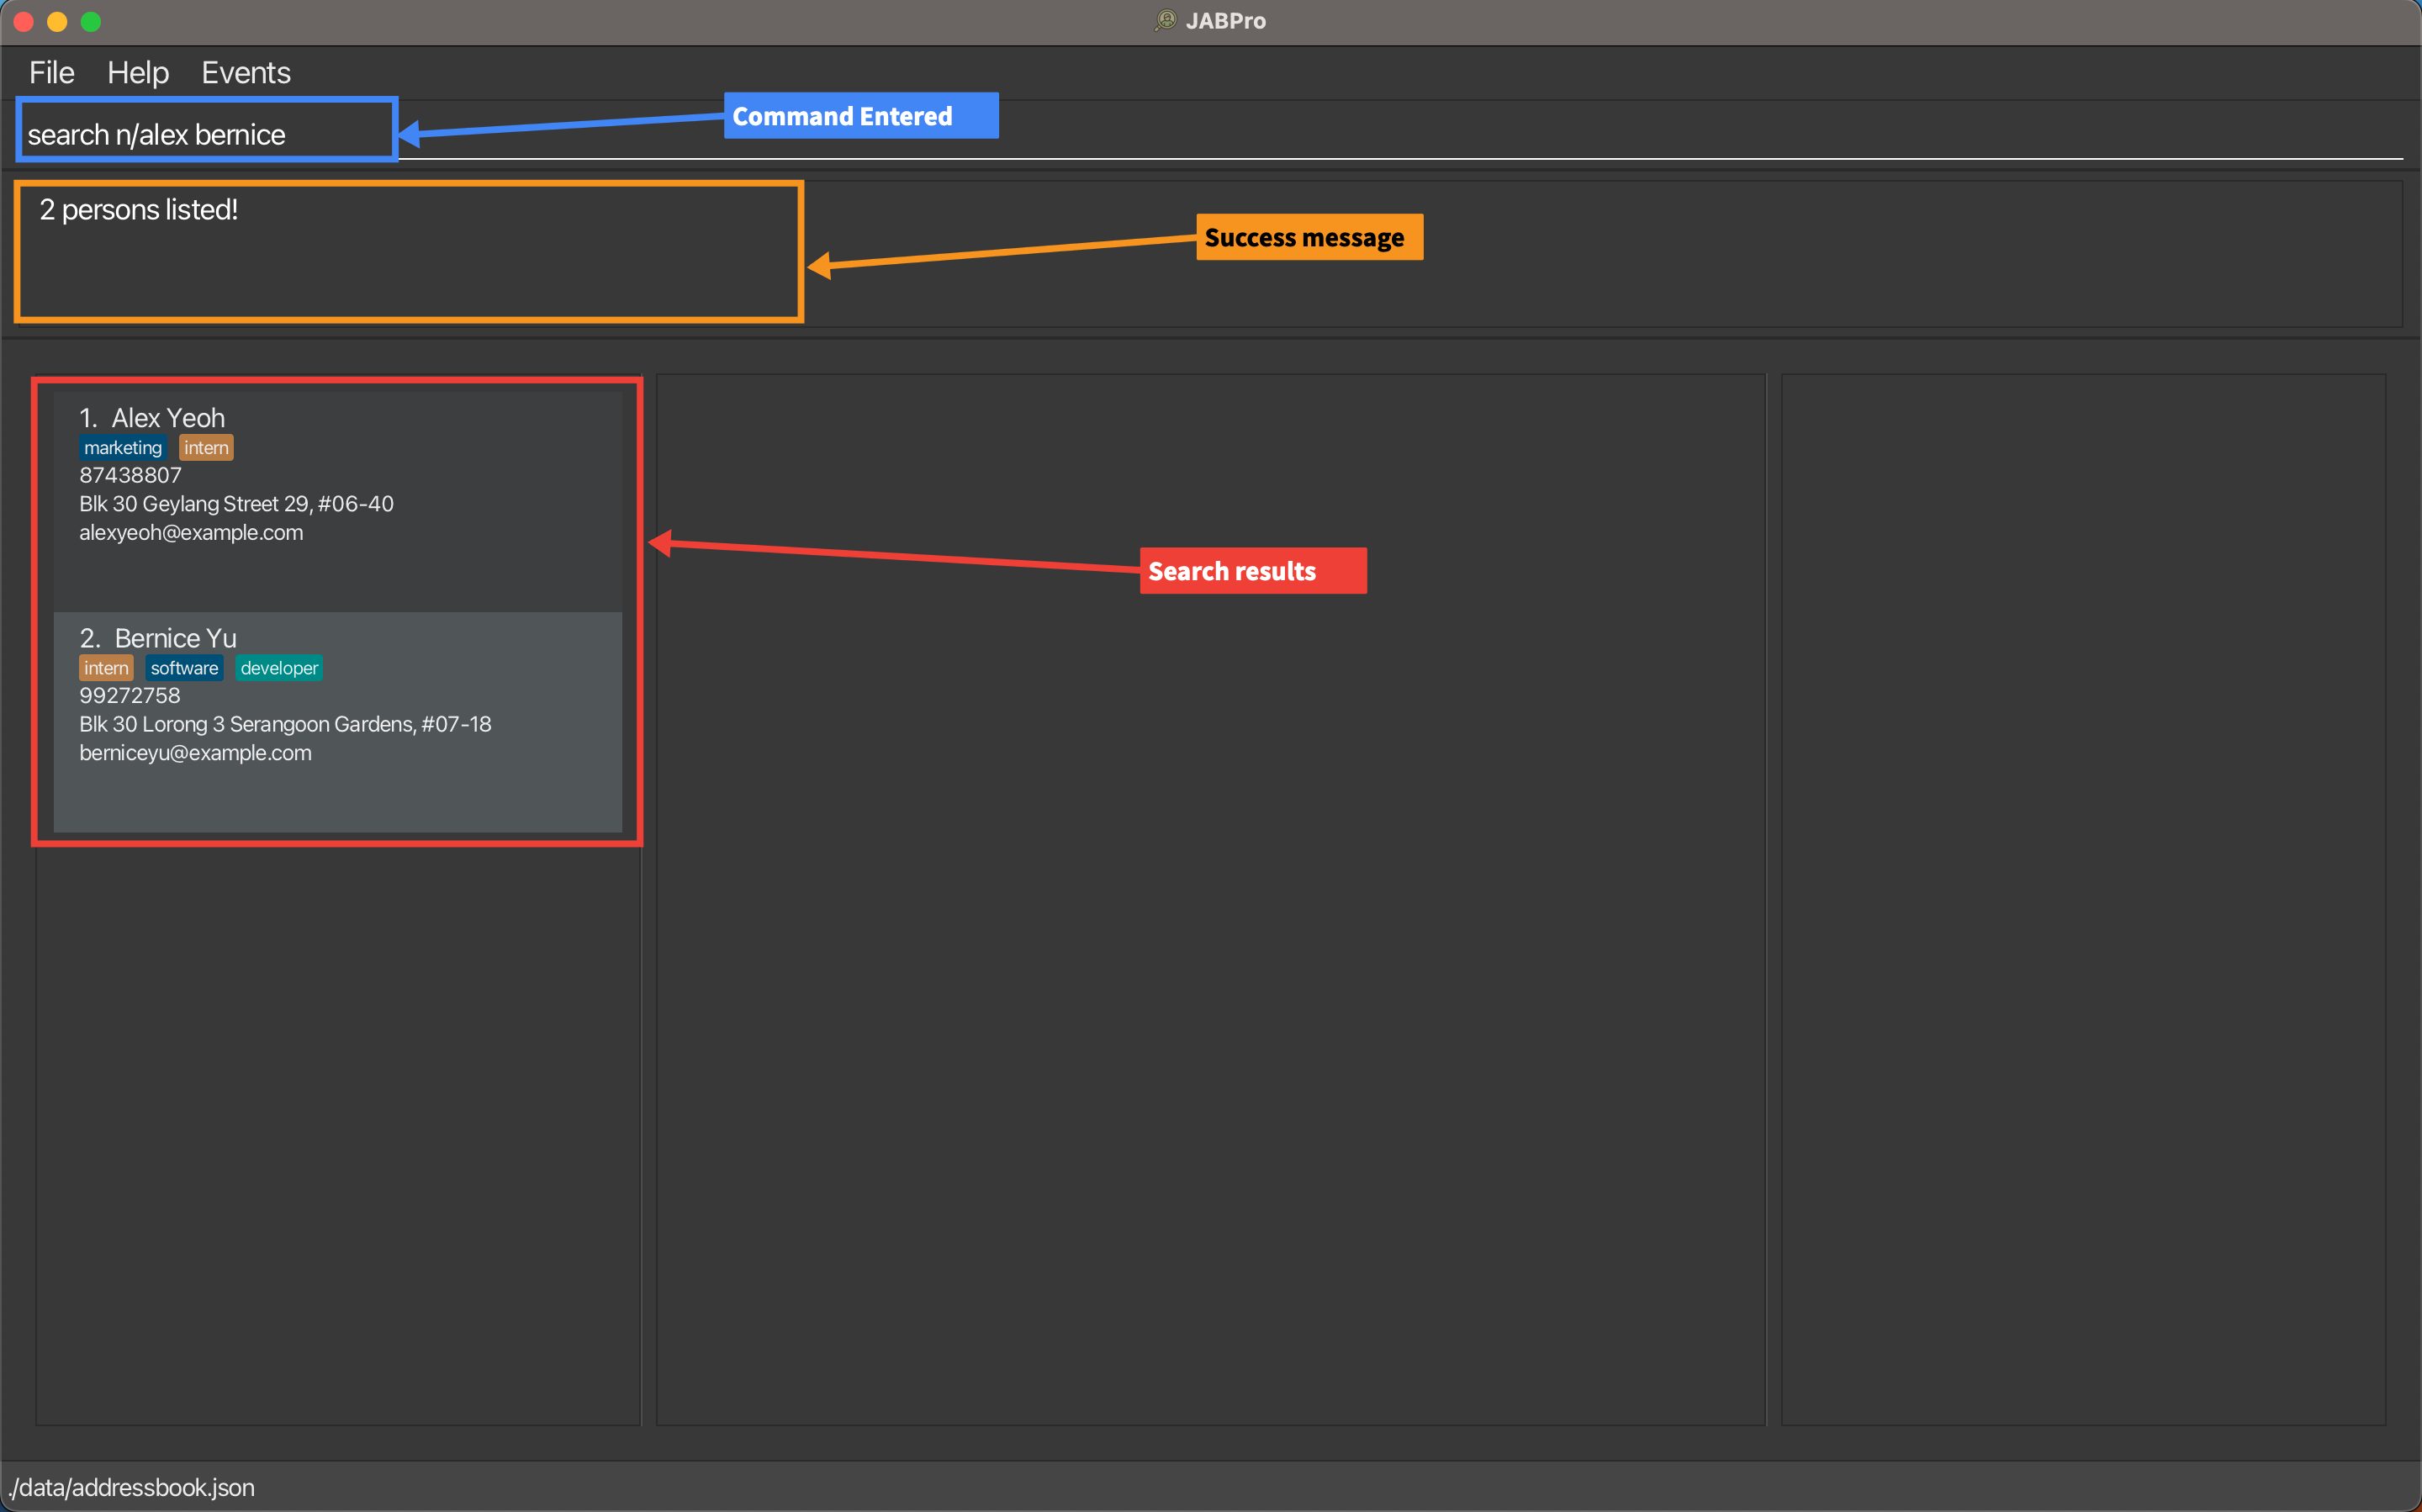 JABPro
File Help Events
search n/alex bernice
Command Entered
2 persons listed!
Success message
1. Alex Yeoh
marketing intern
87438807
Blk 30 Geylang Street 29, #06-40
alexyeoh@example.com
Search results
2. Bernice Yu
intern software developer
99272758
Blk 30 Lorong 3 Serangoon Gardens, #07-18
berniceyu@example.com
./data/addressbook.json